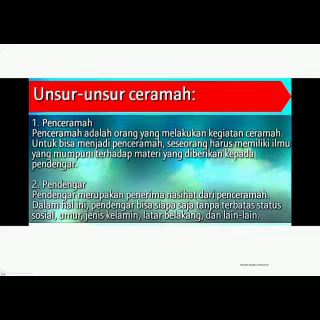 Unsur-unsur ceramah:
1. Penceramah
Penceramah adalah orang yang melakukan kegiatan ceramah.
Untuk bisa menjadi penceramah, seseorang harus memiliki ilmu
yang mumpuni terhadap materi yang diberikan kepada
pendengar.
2. Pendengar
Pendengar merupakan penerima nasihat dari penceramah.
Dalam hal ini, pendengar bisa siapa saja tanpa terbatas status
sosial, umur, jenis kelamin, latar belakang, dan lain-lain.